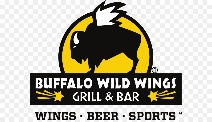 BUFFALO WILD WINGS
GRILL & BAR
WINGS · BEER · SPORTS